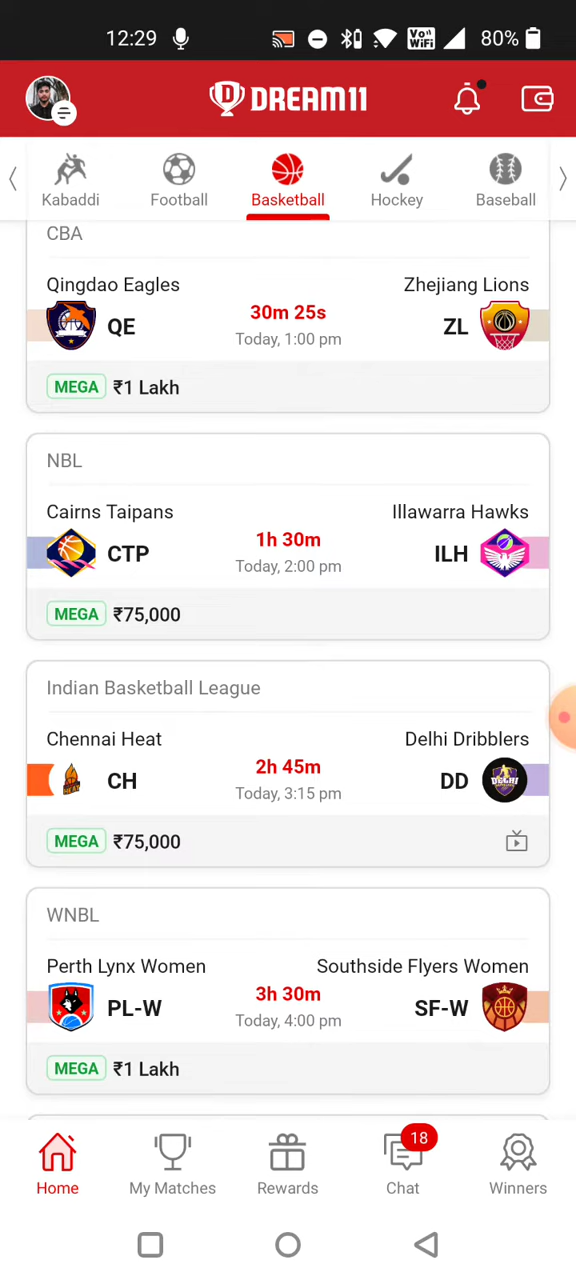 12:29
Vo))
WiFi
80%
DREAM11
Kabaddi
Football
Basketball
Hockey
Baseball
CBA
Qingdao Eagles
Zhejiang Lions
QE
30m 25s
ZL
Today, 1:00 pm
MEGA ₹1 Lakh
NBL
Cairns Taipans
Illawarra Hawks
CTP
1h 30m
ILH
Today, 2:00 pm
MEGA ₹75,000
Indian Basketball League
Chennai Heat
Delhi Dribblers
HEAT
CH
2h 45m
DD
DELHI
Today, 3:15 pm
MEGA ₹75,000
WNBL
Perth Lynx Women
Southside Flyers Women
PL-W
3h 30m
SF-W
Today, 4:00 pm
MEGA ₹1 Lakh
18
Home
My Matches
Rewards
Chat
Winners